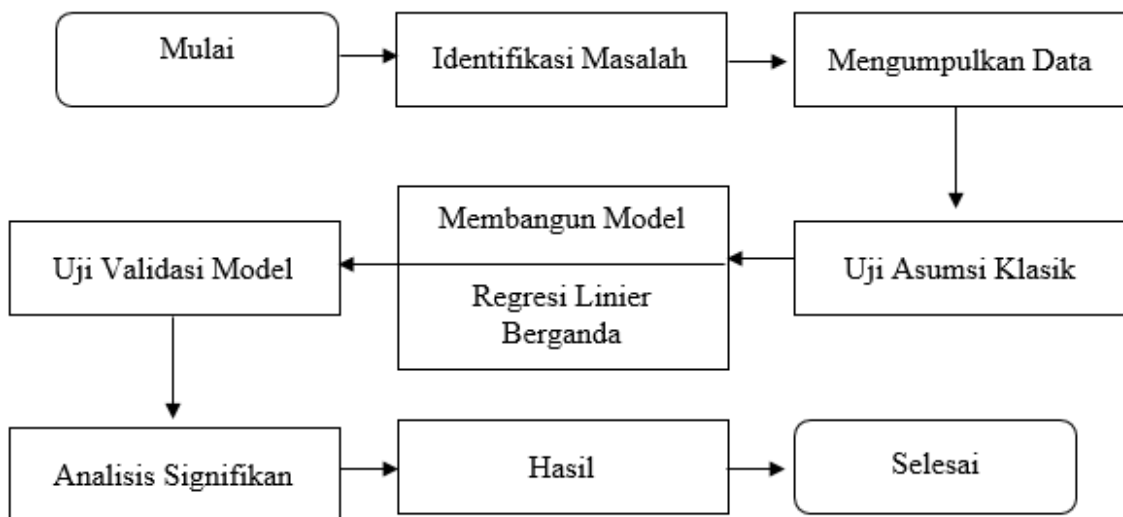 Mulai
Identifikasi Masalah
Mengumpulkan Data
Uji Asumsi Klasik
Membangun Model
Regresi Linier
Berganda
Uji Validasi Model
Analisis Signifikan
Hasil
Selesai